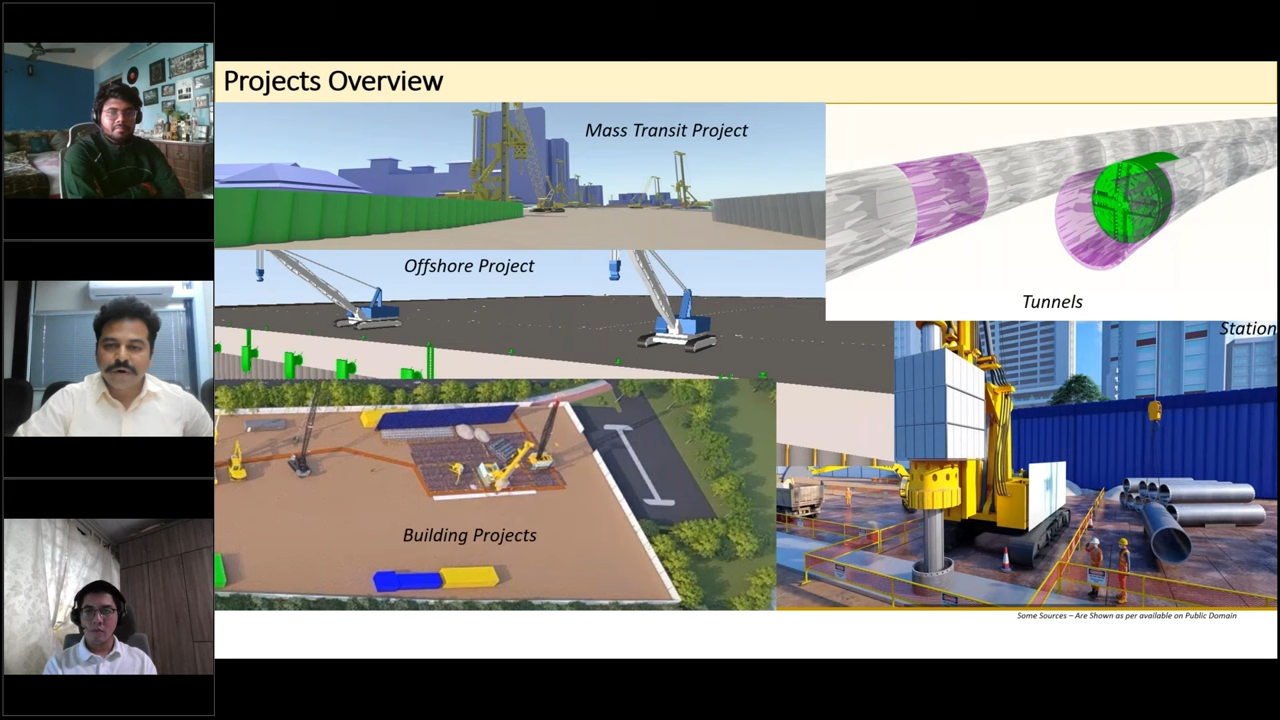 Projects Overview
Mass Transit Project
Offshore Project
Tunnels
Station
Building Projects
Some Sources – Are Shown as per available on Public Domain